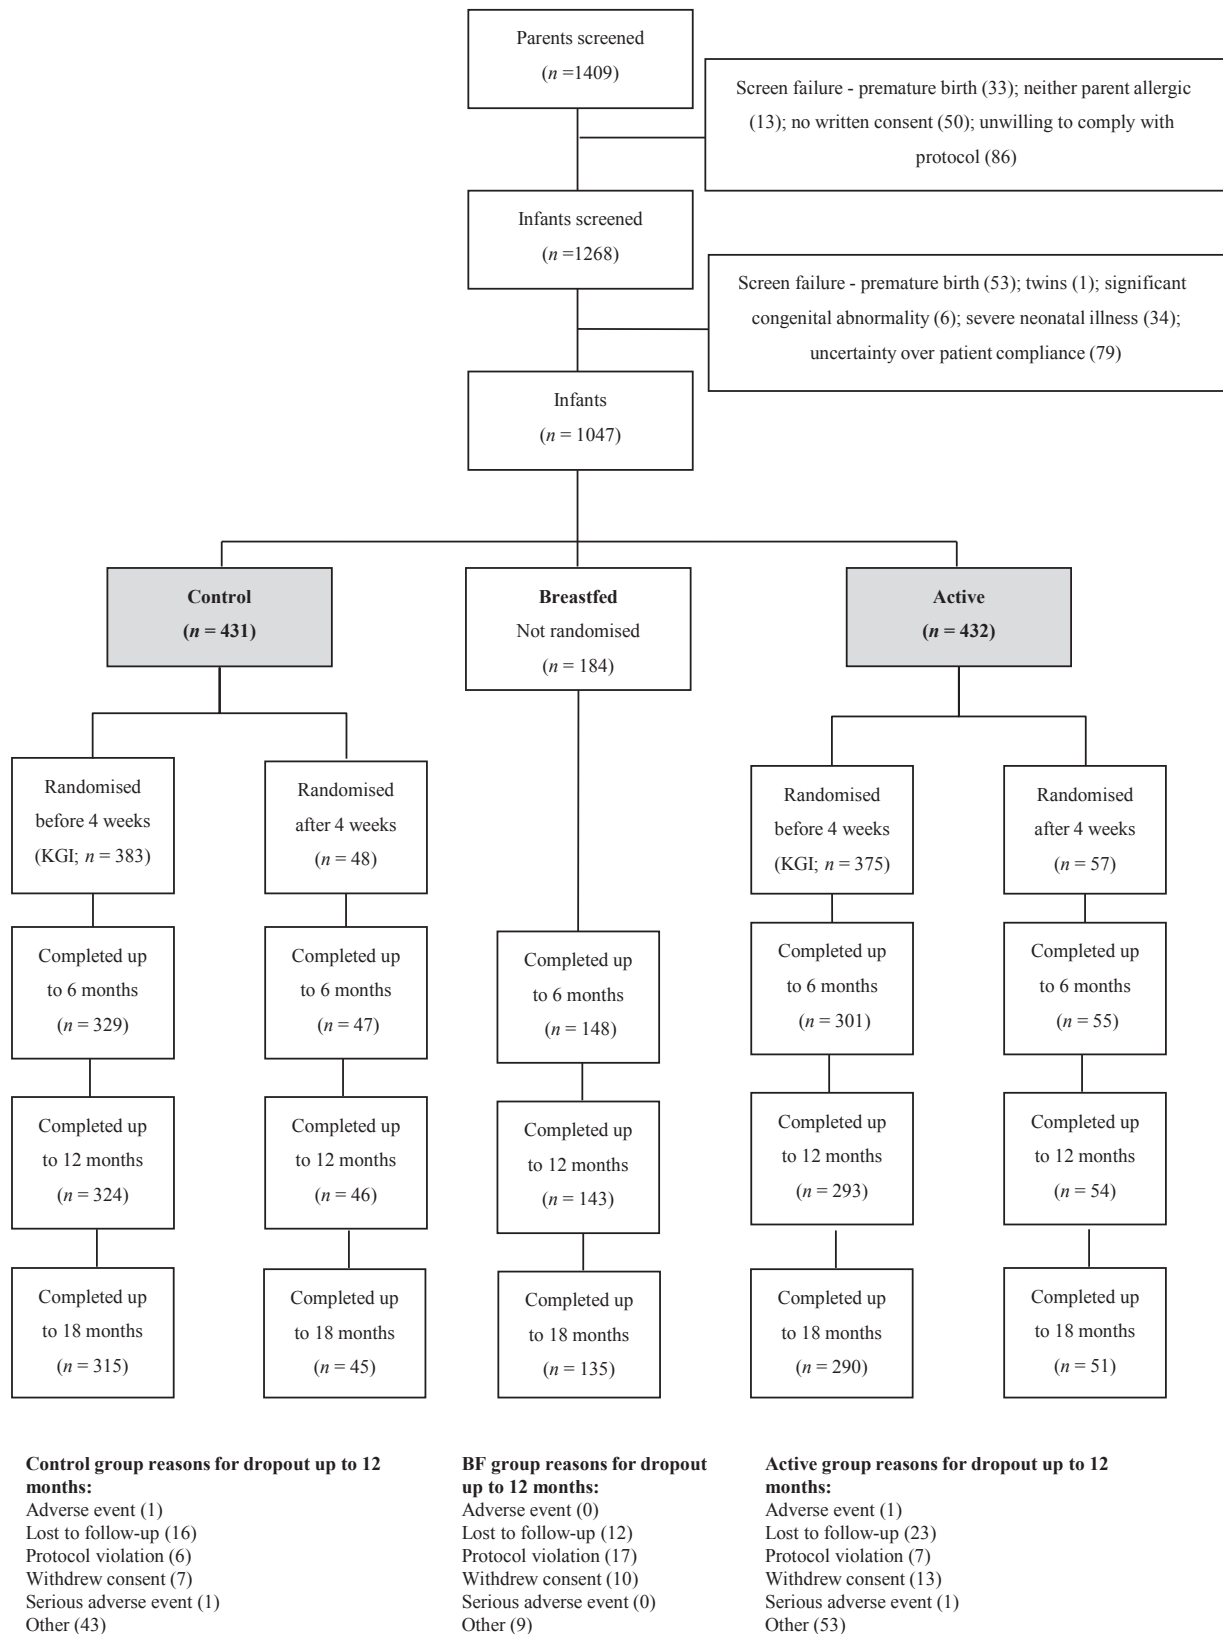 Parents screened
(n =1409)
Screen failure - premature birth (33); neither parent allergic
(13); no written consent (50); unwilling to comply with
protocol (86)
Infants screened
(n =1268)
Screen failure - premature birth (53); twins (1); significant
congenital abnormality (6); severe neonatal illness (34);
uncertainty over patient compliance (79)
Infants
(n = 1047)
Control
(n = 431)
Breastfed
Not randomised
(n = 184)
Active
(n = 432)
Randomised
before 4 weeks
(KGI; n = 383)
Randomised
after 4 weeks
(n = 48)
Randomised
before 4 weeks
(KGI; n = 375)
Randomised
after 4 weeks
(n = 57)
Completed up
to 6 months
(n = 329)
Completed up
to 6 months
(n = 47)
Completed up
to 6 months
(n = 148)
Completed up
to 6 months
(n = 301)
Completed up
to 6 months
(n = 55)
Completed up
to 12 months
(n = 324)
Completed up
to 12 months
(n = 46)
Completed up
to 12 months
(n = 143)
Completed up
to 12 months
(n = 293)
Completed up
to 12 months
(n = 54)
Completed up
to 18 months
(n = 315)
Completed up
to 18 months
(n = 45)
Completed up
to 18 months
(n = 135)
Completed up
to 18 months
(n = 290)
Completed up
to 18 months
(n = 51)
Control group reasons for dropout up to 12
months:
Adverse event (1)
Lost to follow-up (16)
Protocol violation (6)
Withdrew consent (7)
Serious adverse event (1)
Other (43)
BF group reasons for dropout
up to 12 months:
Adverse event (0)
Lost to follow-up (12)
Protocol violation (17)
Withdrew consent (10)
Serious adverse event (0)
Other (9)
Active group reasons for dropout up to 12
months:
Adverse event (1)
Lost to follow-up (23)
Protocol violation (7)
Withdrew consent (13)
Serious adverse event (1)
Other (53)